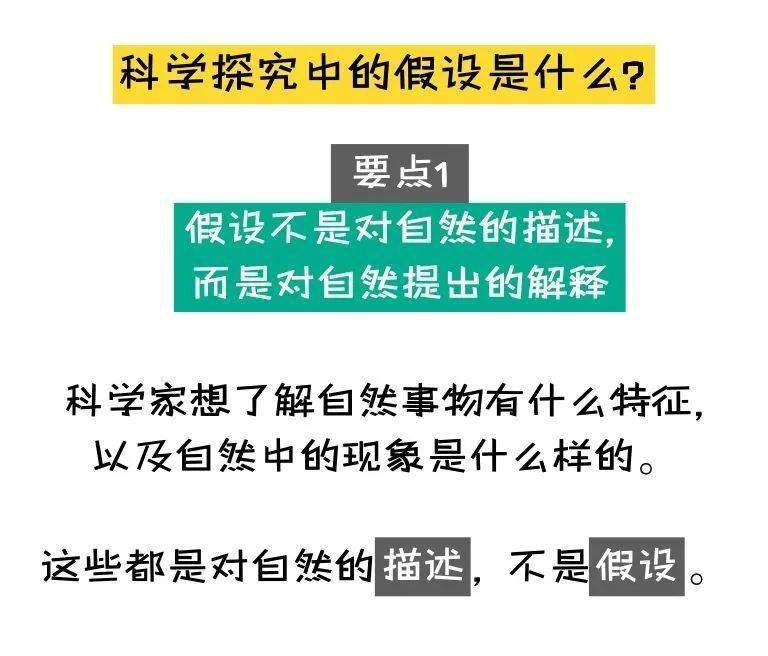 科学探究中的假设是什么?
要点1
假设不是对自然的描述,
而是对自然提出的解释
科学家想了解自然事物有什么特征,
以及自然中的现象是什么样的。
这些都是对自然的描述，不是假设。